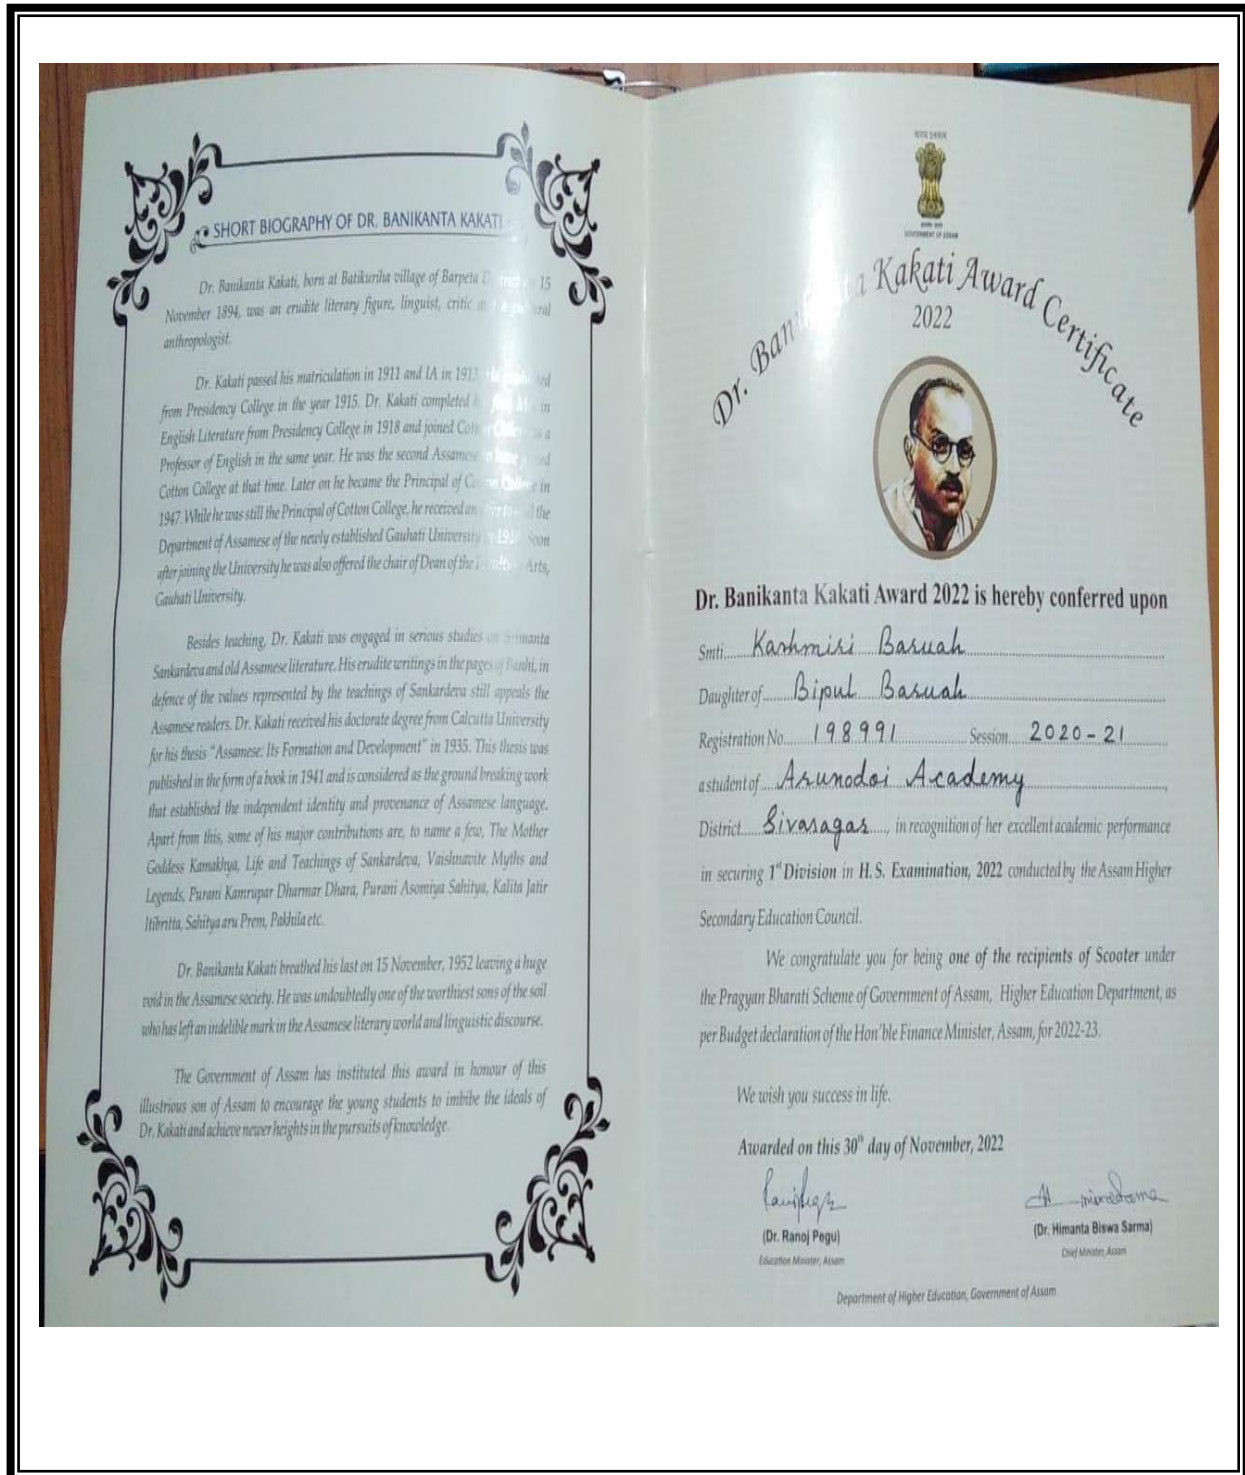 SHORT BIOGRAPHY OF DR. BANIKANTA KAKATI
Dr. Banikanta Kakati, born at Batikuriha village of Barpeta 15
November 1894, was an erudite literary figure, linguist, critic
anthropologist.
Dr. Kakati passed his matriculation in 1911 and IA in 1913
from Presidency College in the year 1915. Dr. Kakati completed in
English Literature from Presidency College in 1918 and joined a
Professor of English in the same year. He was the second Assamese
Cotton College at that time. Later on he became the Principal of College in
1947. While he was still the Principal of Cotton College, he received an the
Department of Assamese of the newly established Gauhati University Soon
after joining the University he was also offered the chair of Dean of the Arts,
Gauhati University.
Besides teaching, Dr. Kakati was engaged in serious studies on
Sankardeva and old Assamese literature. His erudite writings in the pages of Banhi, in
defence of the values represented by the teachings of Sankardeva still appeals the
Assamese readers. Dr. Kakati received his doctorate degree from Calcutta University
for his thesis "Assamese: Its Formation and Development" in 1935. This thesis was
published in the form of a book in 1941 and is considered as the ground breaking work
that established the independent identity and provenance of Assamese language.
Apart from this, some of his major contributions are, to name a few, The Mother
Goddess Kamakhya, Life and Teachings of Sankardeva, Vaishnavite Myths and
Legends, Purani Kamrupar Dharmar Dhara, Purani Asomiya Sahitya, Kalita Jatir
Itibritta, Sahitya aru Prem, Pakhila etc.
Dr. Banikanta Kakati breathed his last on 15 November, 1952 leaving a huge
void in the Assamese society. He was undoubtedly one of the worthiest sons of the soil
who has left an indelible mark in the Assamese literary world and linguistic discourse.
The Government of Assam has instituted this award in honour of this
illustrious son of Assam to encourage the young students to imbibe the ideals of
Dr. Kakati and achieve newer heights in the pursuits of knowledge.
GOVERNMENT OF ASSAM
Dr. Kakati Award Certificate
2022
Dr. Banikanta Kakati Award 2022 is hereby conferred upon
Smti Kashmiri Baruah
Daughter of Bipul Baruah
Registration No. 198991 Session 2020-21
a student of Arunodoi Academy
District Sivasagar, in recognition of her excellent academic performance
in securing 1st Division in H. S. Examination, 2022 conducted by the Assam Higher
Secondary Education Council.
We congratulate you for being one of the recipients of Scooter under
the Pragyan Bharati Scheme of Government of Assam, Higher Education Department, as
per Budget declaration of the Hon'ble Finance Minister, Assam, for 2022-23.
We wish you success in life.
Awarded on this 30th day of November, 2022
(Dr. Ranoj Pegu) (Dr. Himanta Biswa Sarma)
Education Minister, Assam Chief Minister, Assam
Department of Higher Education, Government of Assam